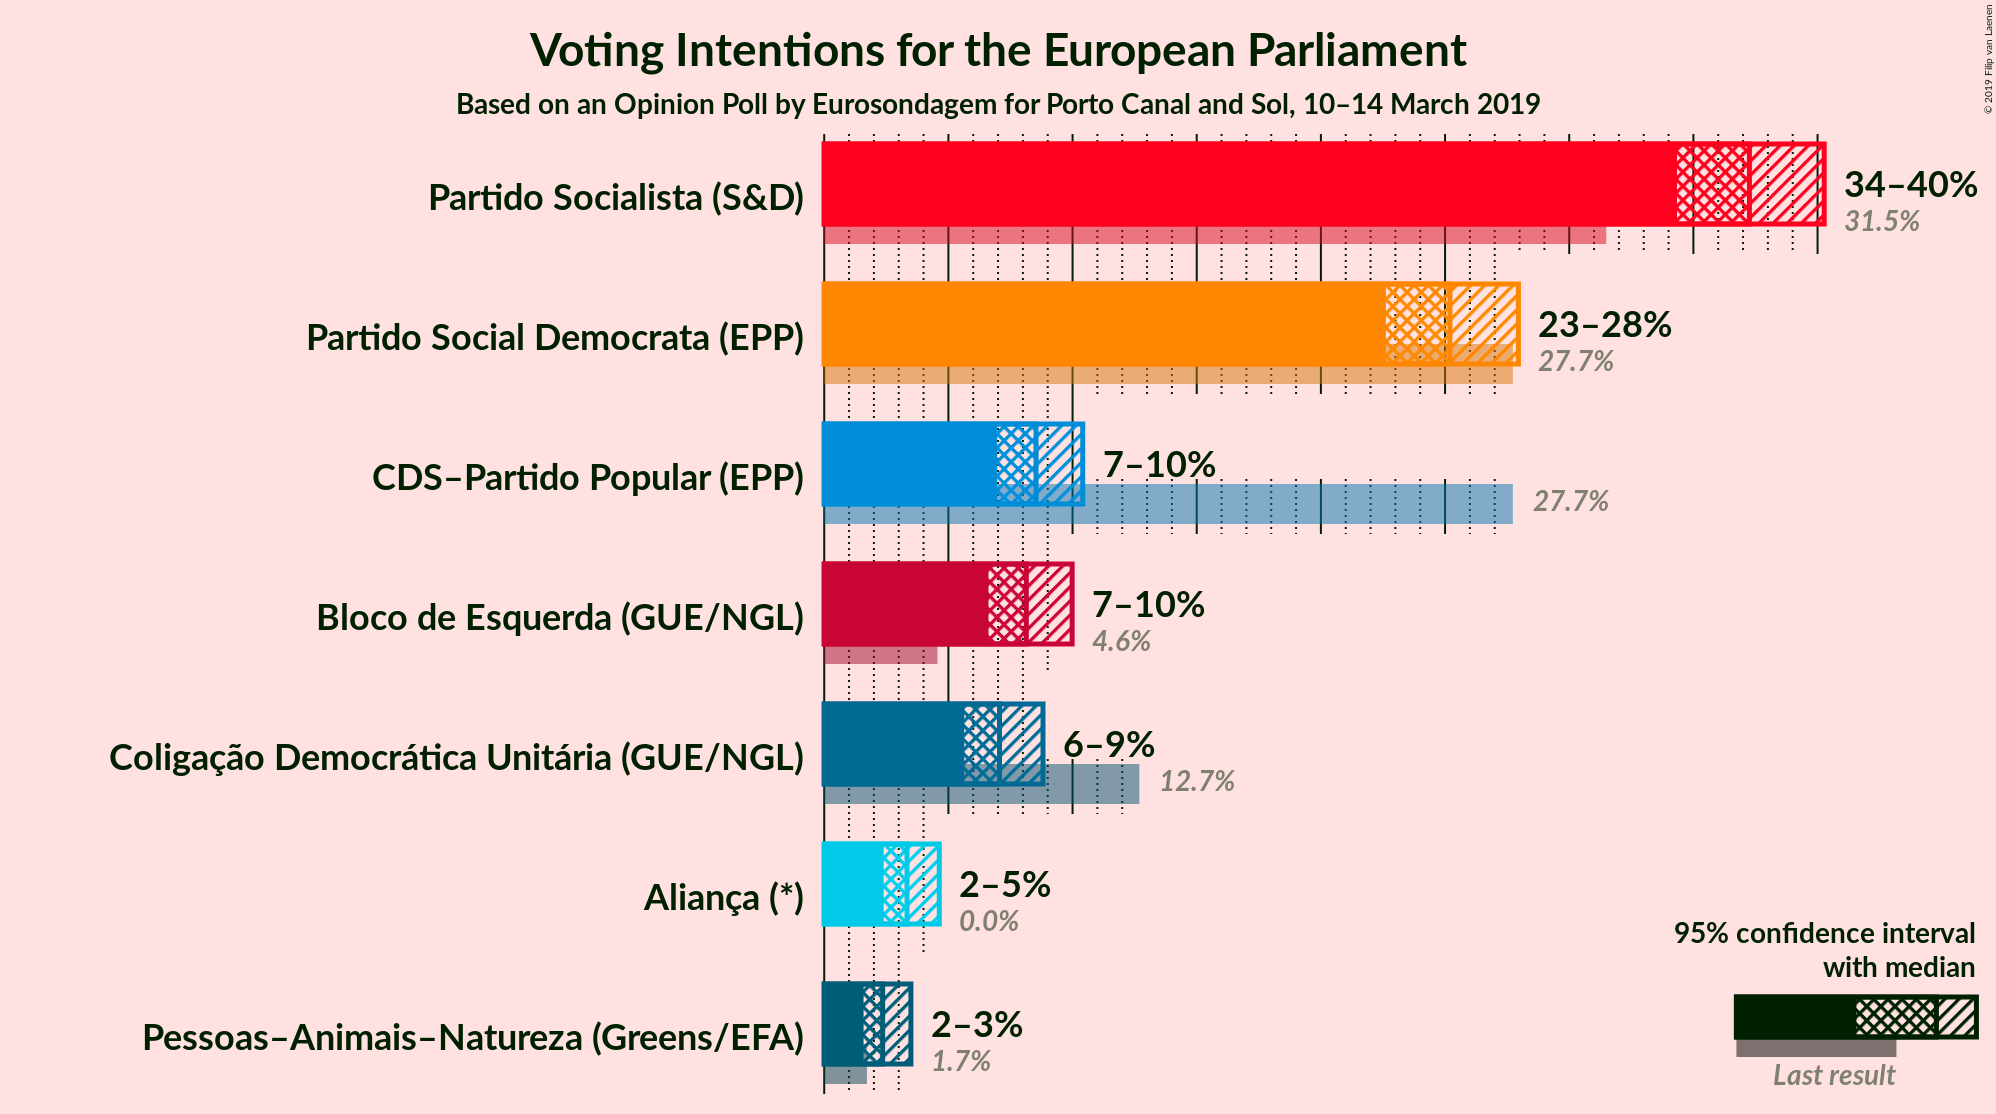 Voting Intentions for the European Parliament
Based on an Opinion Poll by Eurosondagem for Porto Canal and Sol, 10–14 March 2019
© 2019 Filip van Laenen
Partido Socialista (S&D)
34–40%
31.5%
Partido Social Democrata (EPP)
23–28%
27.7%
CDS–Partido Popular (EPP)
7–10%
27.7%
Bloco de Esquerda (GUE/NGL)
7–10%
4.6%
Coligação Democrática Unitária (GUE/NGL)
6–9%
12.7%
Aliança (*)
2–5%
0.0%
Pessoas–Animais–Natureza (Greens/EFA)
2–3%
1.7%
95% confidence interval
with median
Last result